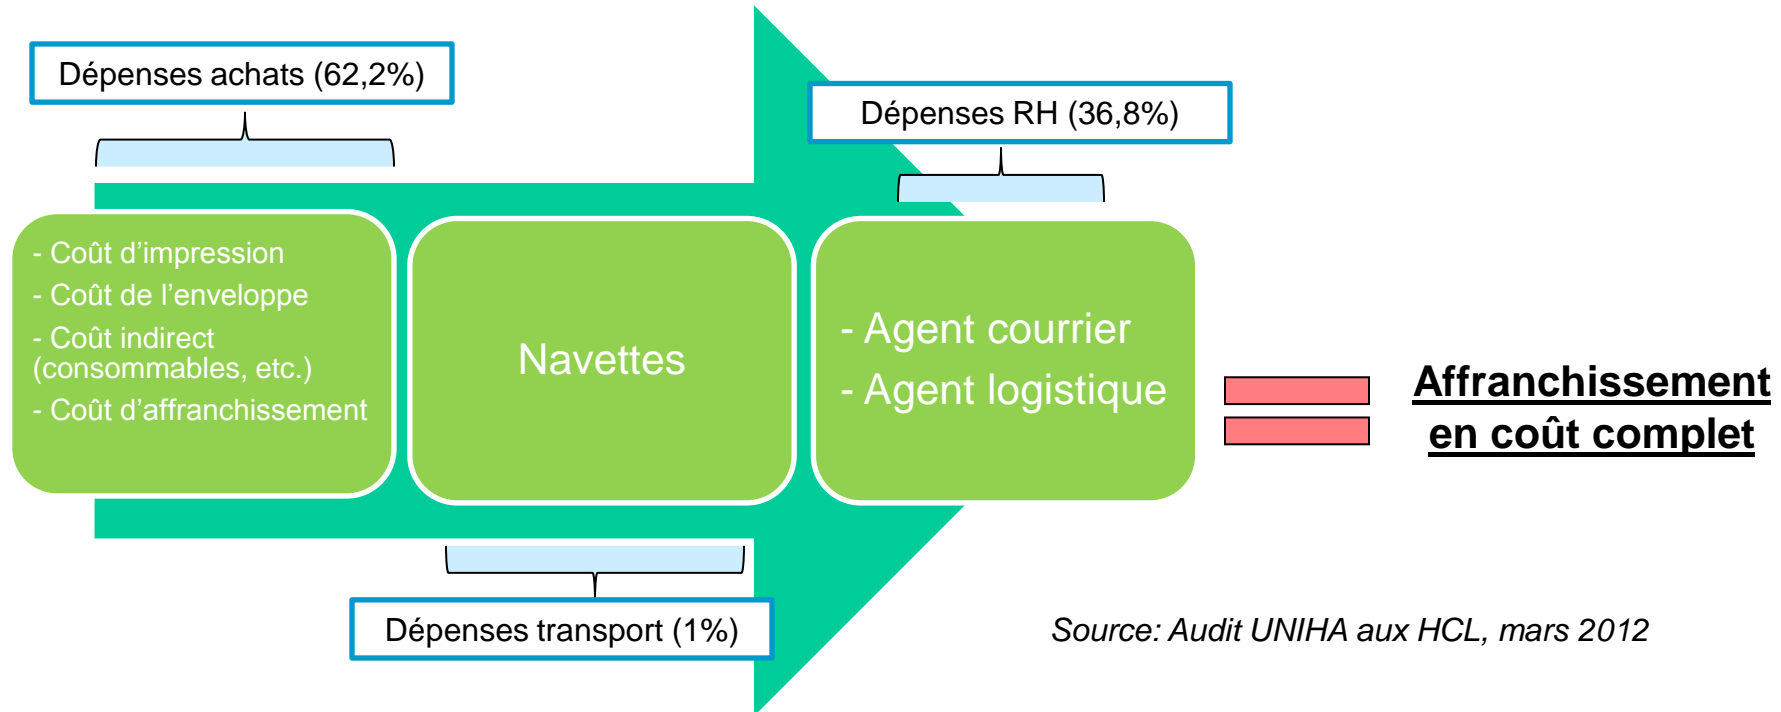 Dépenses achats (62,2%)
Dépenses RH (36,8%)
- Coût d’impression
- Coût de l’enveloppe
- Coût indirect
(consommables, etc.)
- Coût d’affranchissement
Navettes
- Agent courrier
- Agent logistique
Affranchissement
en coût complet
Dépenses transport (1%)
Source: Audit UNIHA aux HCL, mars 2012